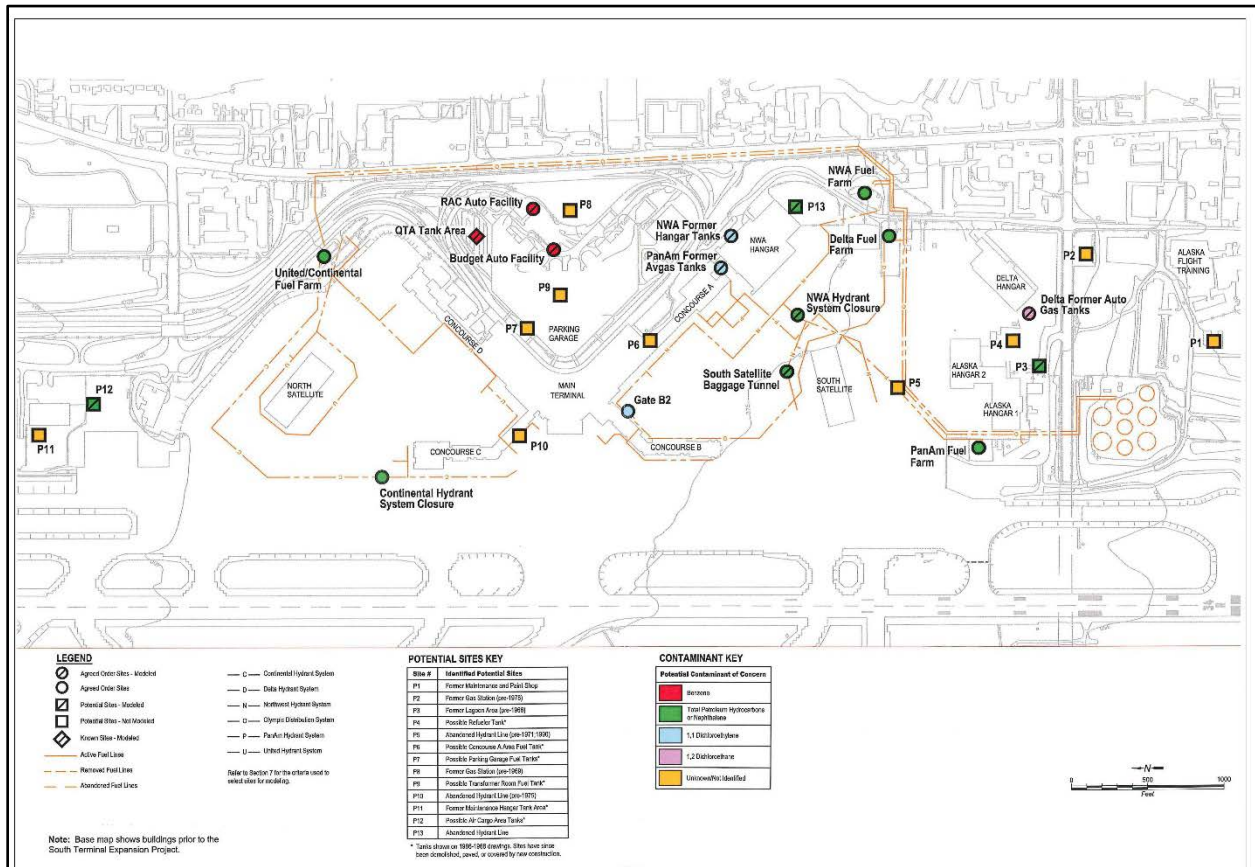 NWA Fuel
Farm
RAC Auto Facility
P8
P13
QTA Tank Area
NWA Former
Hangar Tanks
NWA
HANGAR
Delta Fuel
Farm
Budget Auto Facility
PanAm Former
Avgas Tanks
P2
ALASKA
FLIGHT
TRAINING
United/Continental
Fuel Farm
DELTA
HANGAR
CONCOURSE A
P9
Delta Former Auto
Gas Tanks
NWA Hydrant
System Closure
P7
PARKING
GARAGE
CONCOURSE D
P6
P4
P1
P3
ALASKA
HANGAR 2
South Satellite
Baggage Tunnel
SOUTH
SATELLITE
P5
NORTH
SATELLITE
MAIN
TERMINAL
P12
Gate B2
ALASKA
HANGAR 1
P11
P10
CONCOURSE C
CONCOURSE B
PanAm Fuel
Farm
Continental Hydrant
System Closure
LEGEND
Agreed Order Sites - Modeled
Agreed Order Sites
Potential Sites - Modeled
Potential Sites - Not Modeled
Known Sites - Modeled
Active Fuel Lines
Removed Fuel Lines
Abandoned Fuel Lines
C Continental Hydrant System
D Delta Hydrant System
N Northwest Hydrant System
O Olympic Distribution System
P PanAm Hydrant System
U United Hydrant System
Refer to Section 7 for the criteria used to
select sites for modeling.
Note: Base map shows buildings prior to the
South Terminal Expansion Project.
POTENTIAL SITES KEY
Site # Identified Potential Sites
P1 Former Maintenance and Paint Shop
P2 Former Gas Station (pre-1975)
P3 Former Lagoon Area (pre-1969)
P4 Possible Refueler Tank*
P5 Abandoned Hydrant Line (pre-1971;1990)
P6 Possible Concourse A Area Fuel Tank*
P7 Possible Parking Garage Fuel Tanks*
P8 Former Gas Station (pre-1969)
P9 Possible Transformer Room Fuel Tank*
P10 Abandoned Hydrant Line (pre-1975)
P11 Former Maintenance Hanger Tank Area*
P12 Possible Air Cargo Area Tanks*
P13 Abandoned Hydrant Line
* Tanks shown on 1966-1968 drawings. Sites have since
been demolished, paved, or covered by new construction.
CONTAMINANT KEY
Potential Contaminant of Concern
Benzene
Total Petroleum Hydrocarbons
or Napthalene
1,1 Dichloroethylene
1,2 Dichloroethane
Unknown/Not Identified
N
0 500 1000
Feet